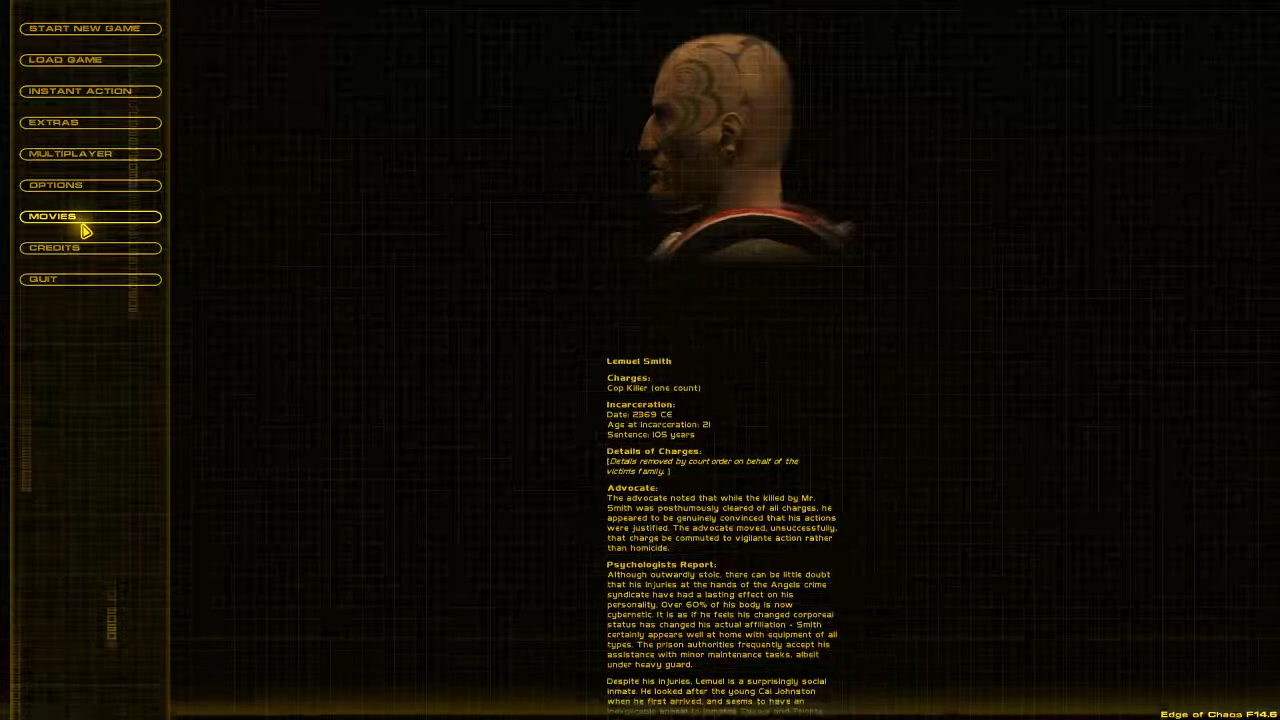 START NEW GAME
LOAD GAME
INSTANT ACTION
EXTRAS
MULTIPLAYER
OPTIONS
MOVIES
CREDITS
QUIT
Lemuel Smith
Charges:
Cop Killer (one count)
Incarceration:
Date: 2369 CE
Age at incarceration: 21
Sentence: 105 years
Details of Charges:
[Details removed by court order on behalf of the
victims family. ]
Advocate:
The advocate noted that while the killed by Mr.
Smith was posthumously cleared of all charges, he
appeared to be genuinely convinced that his actions
were justified. The advocate moved, unsuccessfully,
that charge be commuted to vigilante action rather
than homicide.
Psychologists Report:
Although outwardly stoic, there can be little doubt
that his injuries at the hands of the Angels crime
syndicate have had a lasting effect on his
personality. Over 60% of his body is now
cybernetic. It is as if he feels his changed corporeal
status has changed his actual affiliation - Smith
certainly appears well at home with equipment of all
types. The prison authorities frequently accept his
assistance with minor maintenance tasks, albeit
under heavy guard.
Despite his injuries, Lemuel is a surprisingly social
inmate. He looked after the young Cal Johnston
when he first arrived, and seems to have an
Edge of Chaos F14.6